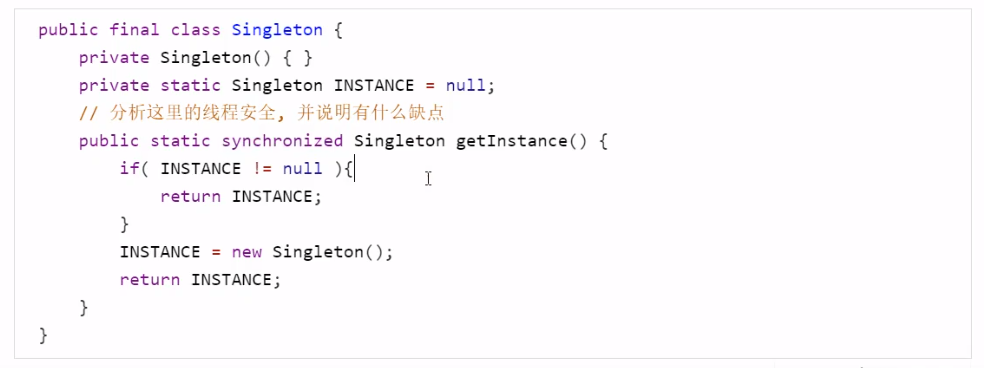 public final class Singleton {
private Singleton() { }
private static Singleton INSTANCE = null;
// 分析这里的线程安全, 并说明有什么缺点
public static synchronized Singleton getInstance() {
if( INSTANCE != null ){
return INSTANCE;
}
INSTANCE = new Singleton();
return INSTANCE;
}
}